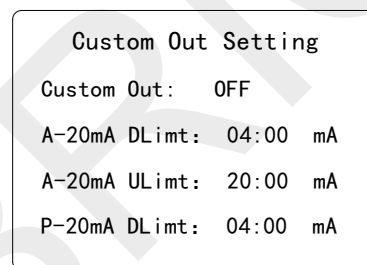 Custom Out Setting
Custom Out: OFF
A-20mA DLimt: 04:00 mA
A-20mA ULimt: 20:00 mA
P-20mA DLimt: 04:00 mA